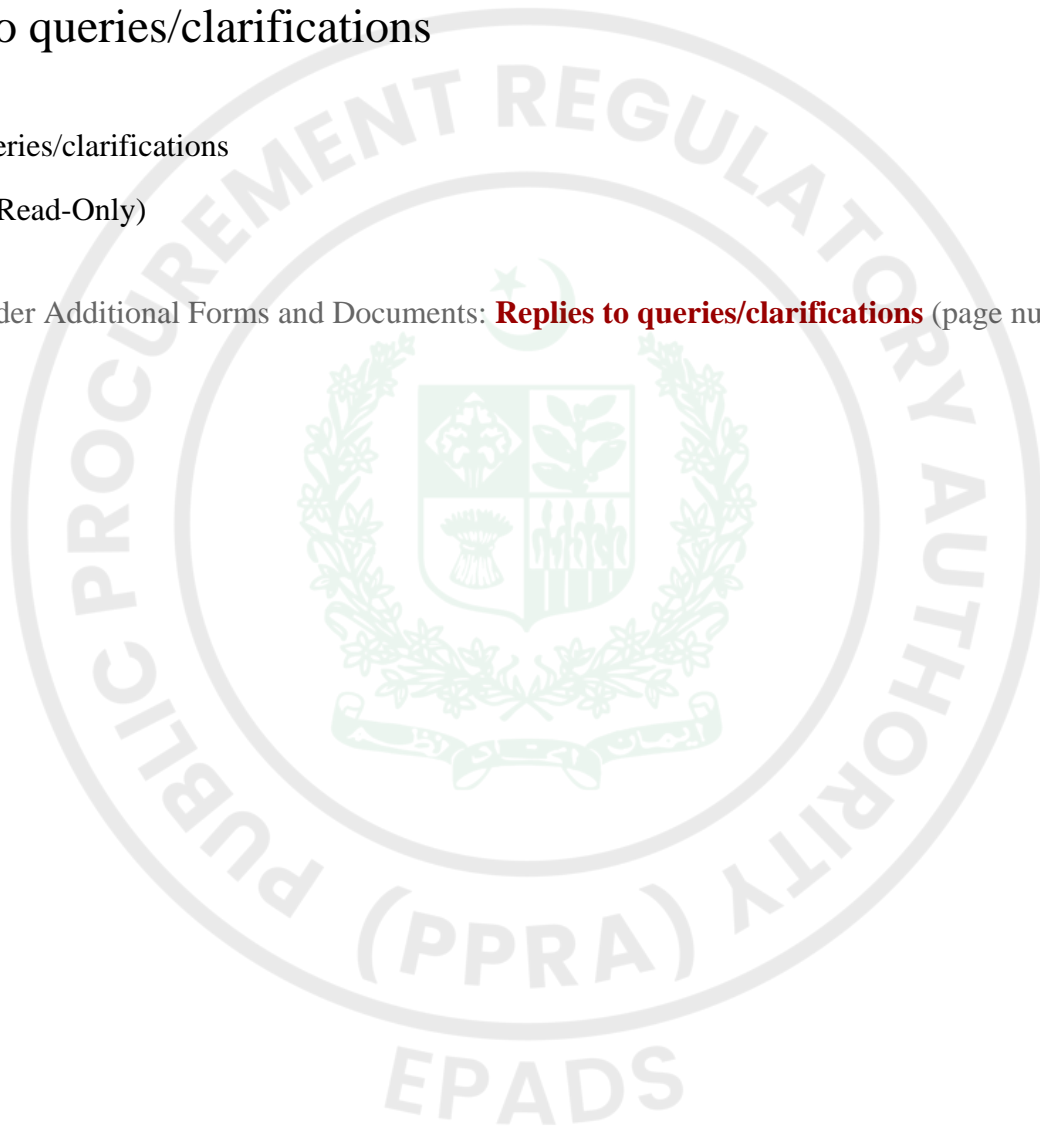 o queries/clarifications
eries/clarifications
Read-Only)
der Additional Forms and Documents: Replies to queries/clarifications (page nu
PUBLIC PROCUREMENT REGULATORY AUTHORITY
(PPRA)
EPADS